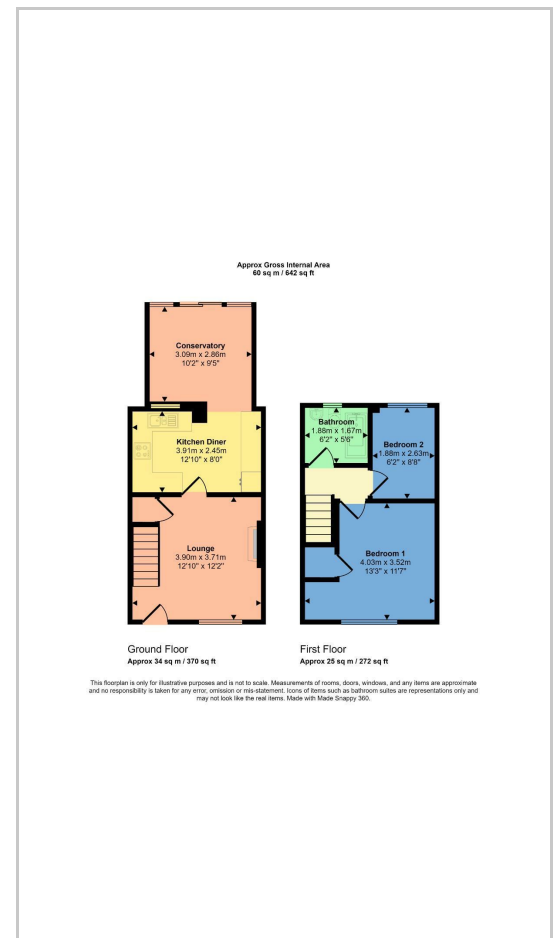 Approx Gross Internal Area
60 sq m / 642 sq ft
Conservatory
3.09m x 2.86m
10'2" x 9'5"
Kitchen Diner
3.91m x 2.45m
12'10" x 8'0"
Lounge
3.90m x 3.71m
12'10" x 12'2"
Bathroom
1.88m x 1.67m
6'2" x 5'6"
Bedroom 2
1.88m x 2.63m
6'2" x 8'8"
Bedroom 1
4.03m x 3.52m
13'3" x 11'7"
Ground Floor
Approx 34 sq m / 370 sq ft
First Floor
Approx 25 sq m / 272 sq ft
This floorplan is only for illustrative purposes and is not to scale. Measurements of rooms, doors, windows, and any items are approximate
and no responsibility is taken for any error, omission or mis-statement. Icons of items such as bathroom suites are representations only and
may not look like the real items. Made with Made Snappy 360.